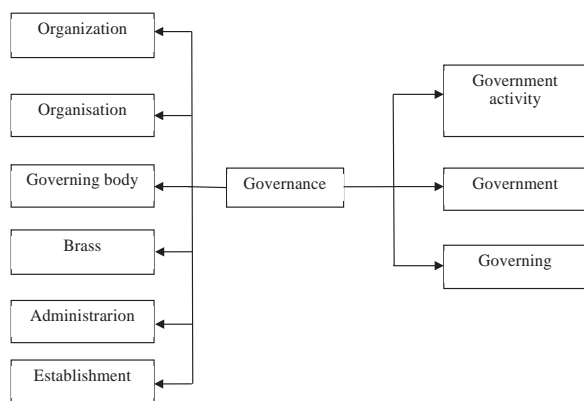 Organization
Organisation
Governing body
Brass
Administrarion
Establishment
Governance
Government
activity
Government
Governing